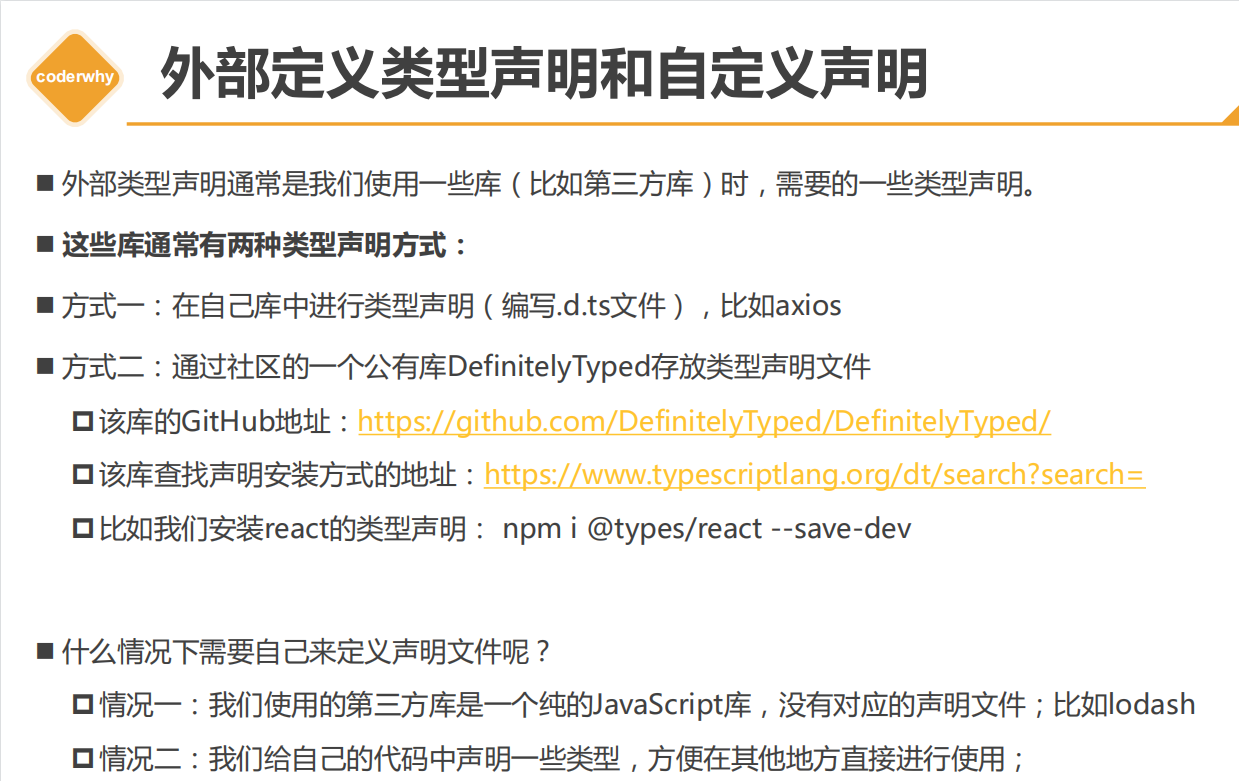 coderwhy
外部定义类型声明和自定义声明
外部类型声明通常是我们使用一些库（比如第三方库）时，需要的一些类型声明。
这些库通常有两种类型声明方式：
方式一：在自己库中进行类型声明（编写.d.ts文件），比如axios
方式二：通过社区的一个公有库DefinitelyTyped存放类型声明文件
该库的GitHub地址：https://github.com/DefinitelyTyped/DefinitelyTyped/
该库查找声明安装方式的地址：https://www.typescriptlang.org/dt/search?search=
比如我们安装react的类型声明： npm i @types/react --save-dev
什么情况下需要自己来定义声明文件呢？
情况一：我们使用的第三方库是一个纯的JavaScript库，没有对应的声明文件；比如lodash
情况二：我们给自己的代码中声明一些类型，方便在其他地方直接进行使用；